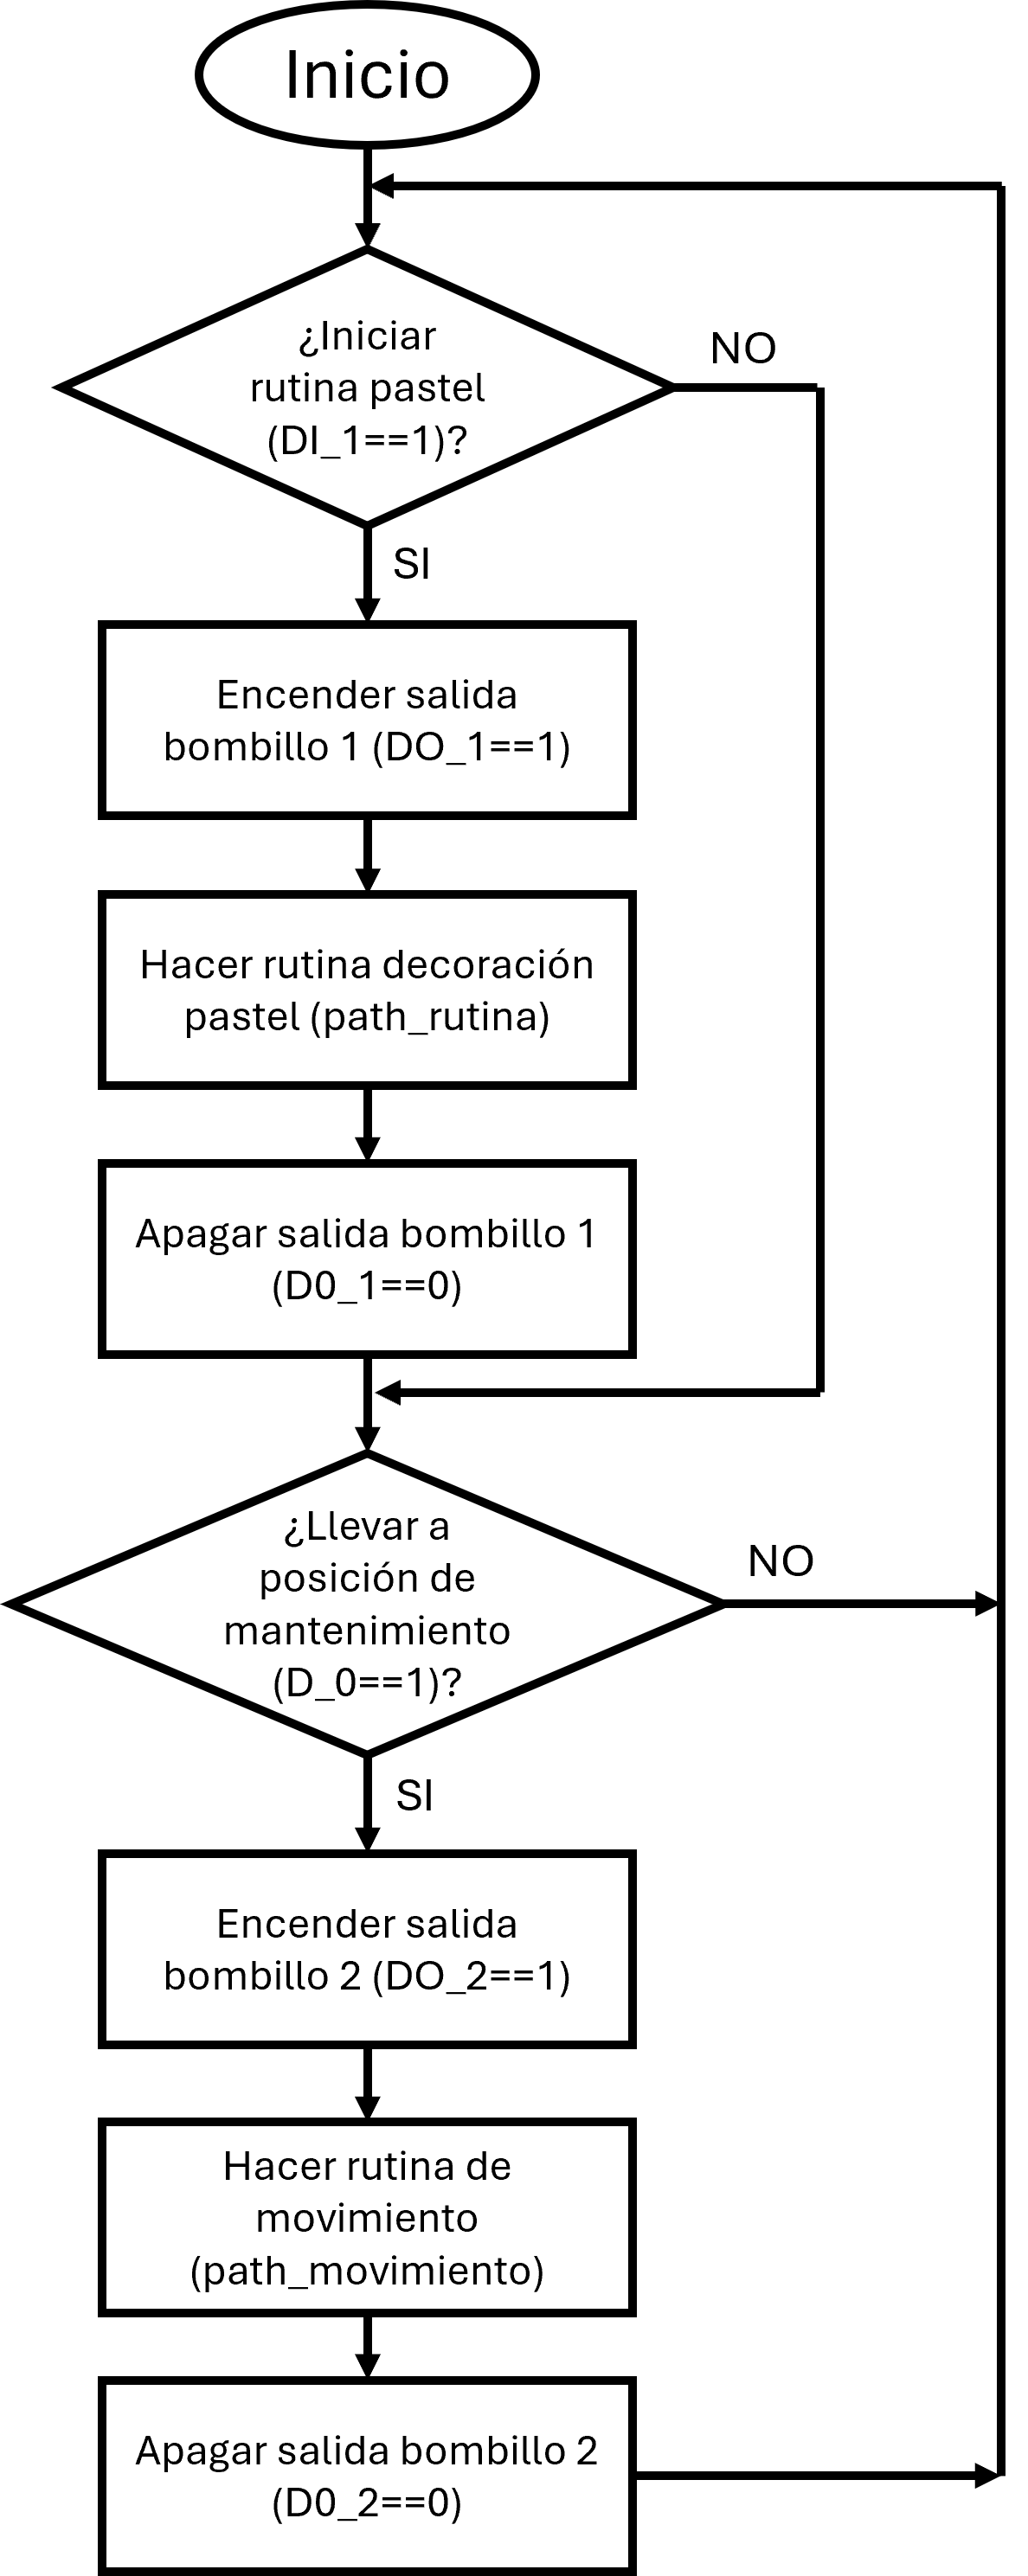 Inicio
¿Iniciar
rutina pastel
(DI_1==1)?
NO
SI
Encender salida
bombillo 1 (DO_1==1)
Hacer rutina decoración
pastel (path_rutina)
Apagar salida bombillo 1
(D0_1==0)
¿Llevar a
posición de
mantenimiento
(D_0==1)?
NO
SI
Encender salida
bombillo 2 (DO_2==1)
Hacer rutina de
movimiento
(path_movimiento)
Apagar salida bombillo 2
(D0_2==0)